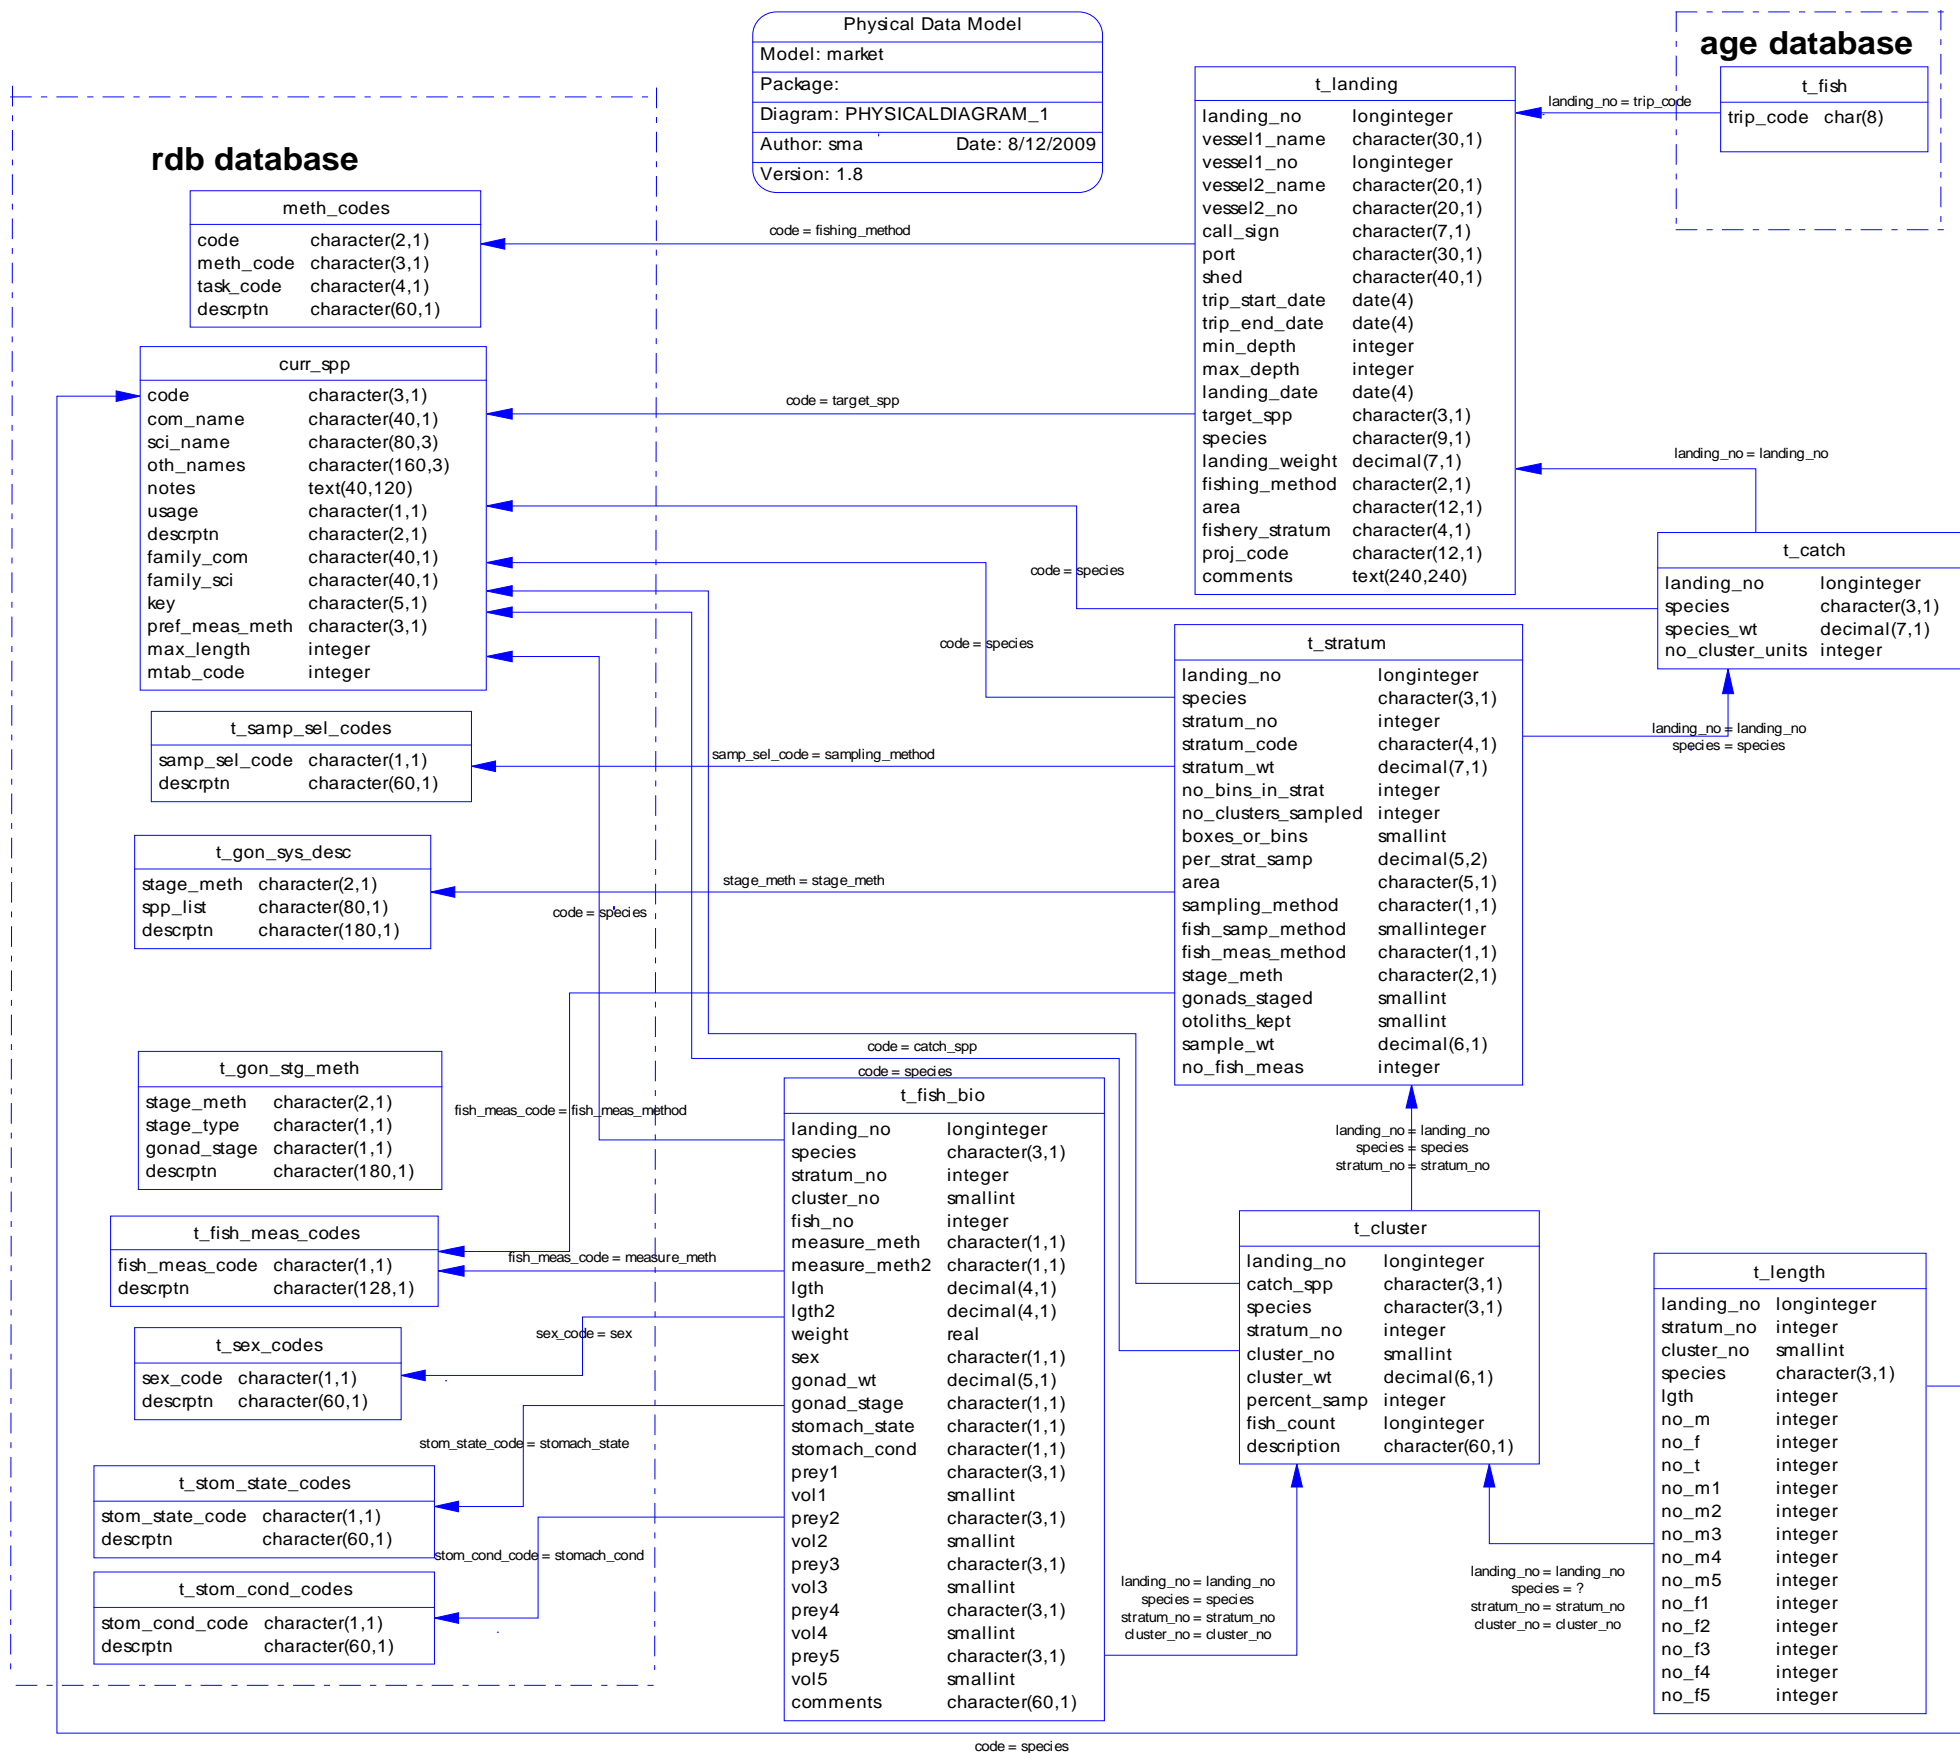 Physical Data Model
Model: market
Package:
Diagram: PHYSICALDIAGRAM_1
Author: sma Date: 8/12/2009
Version: 1.8
age database
t_fish
trip_code char(8)
landing_no = trip_code
t_landing
landing_no longinteger
vessel1_name character(30,1)
vessel1_no longinteger
vessel2_name character(20,1)
vessel2_no character(20,1)
call_sign character(7,1)
port character(30,1)
shed character(40,1)
trip_start_date date(4)
trip_end_date date(4)
min_depth integer
max_depth integer
landing_date date(4)
target_spp character(3,1)
species character(9,1)
landing_weight decimal(7,1)
fishing_method character(2,1)
area character(12,1)
fishery_stratum character(4,1)
proj_code character(12,1)
comments text(240,240)
rdb database
meth_codes
code character(2,1)
meth_code character(3,1)
task_code character(4,1)
descrptn character(60,1)
code = fishing_method
curr_spp
code character(3,1)
com_name character(40,1)
sci_name character(80,3)
oth_names character(160,3)
notes text(40,120)
usage character(1,1)
descrptn character(2,1)
family_com character(40,1)
family_sci character(40,1)
key character(5,1)
pref_meas_meth character(3,1)
max_length integer
mtab_code integer
code = target_spp
landing_no = landing_no
t_catch
landing_no longinteger
species character(3,1)
species_wt decimal(7,1)
no_cluster_units integer
code = species
code = species
t_stratum
landing_no longinteger
species character(3,1)
stratum_no integer
stratum_code character(4,1)
stratum_wt decimal(7,1)
no_bins_in_strat integer
no_clusters_sampled integer
boxes_or_bins smallint
per_strat_samp decimal(5,2)
area character(5,1)
sampling_method character(1,1)
fish_samp_method smallinteger
fish_meas_method character(1,1)
stage_meth character(2,1)
gonads_staged smallint
otoliths_kept smallint
sample_wt decimal(6,1)
no_fish_meas integer
landing_no = landing_no
species = species
t_samp_sel_codes
samp_sel_code character(1,1)
descrptn character(60,1)
samp_sel_code = sampling_method
t_gon_sys_desc
stage_meth character(2,1)
spp_list character(80,1)
descrptn character(180,1)
stage_meth = stage_meth
code = species
t_gon_stg_meth
stage_meth character(2,1)
stage_type character(1,1)
gonad_stage character(1,1)
descrptn character(180,1)
code = catch_spp
code = species
fish_meas_code = fish_meas_method
t_fish_bio
landing_no longinteger
species character(3,1)
stratum_no integer
cluster_no smallint
fish_no integer
measure_meth character(1,1)
measure_meth2 character(1,1)
lgth decimal(4,1)
lgth2 decimal(4,1)
weight real
sex character(1,1)
gonad_wt decimal(5,1)
gonad_stage character(1,1)
stomach_state character(1,1)
stomach_cond character(1,1)
prey1 character(3,1)
vol1 smallint
prey2 character(3,1)
vol2 smallint
prey3 character(3,1)
vol3 smallint
prey4 character(3,1)
vol4 smallint
prey5 character(3,1)
vol5 smallint
comments character(60,1)
landing_no = landing_no
species = species
stratum_no = stratum_no
t_cluster
landing_no longinteger
catch_spp character(3,1)
species character(3,1)
stratum_no integer
cluster_no smallint
cluster_wt decimal(6,1)
percent_samp integer
fish_count longinteger
description character(60,1)
t_length
landing_no longinteger
stratum_no integer
cluster_no smallint
species character(3,1)
lgth integer
no_m integer
no_f integer
no_t integer
no_m1 integer
no_m2 integer
no_m3 integer
no_m4 integer
no_m5 integer
no_f1 integer
no_f2 integer
no_f3 integer
no_f4 integer
no_f5 integer
t_fish_meas_codes
fish_meas_code character(1,1)
descrptn character(128,1)
fish_meas_code = measure_meth
t_sex_codes
sex_code character(1,1)
descrptn character(60,1)
sex_code = sex
stom_state_code = stomach_state
t_stom_state_codes
stom_state_code character(1,1)
descrptn character(60,1)
stom_cond_code = stomach_cond
t_stom_cond_codes
stom_cond_code character(1,1)
descrptn character(60,1)
landing_no = landing_no
species = species
stratum_no = stratum_no
cluster_no = cluster_no
landing_no = landing_no
species = ?
stratum_no = stratum_no
cluster_no = cluster_no
code = species